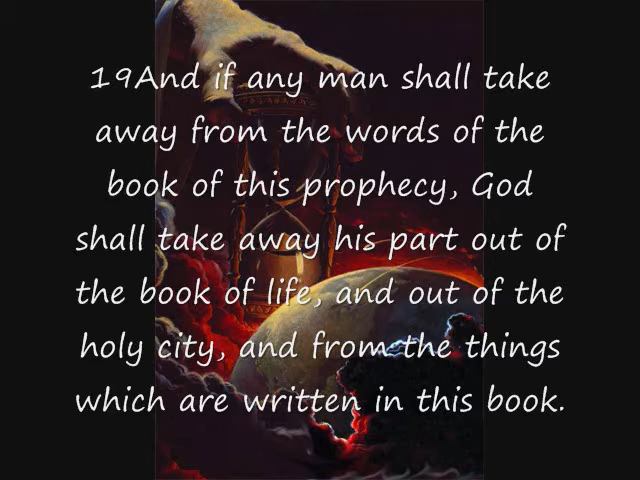 19And if any man shall take
away from the words of the
book of this prophecy, God
shall take away his part out of
the book of life, and out of the
holy city, and from the things
which are written in this book.